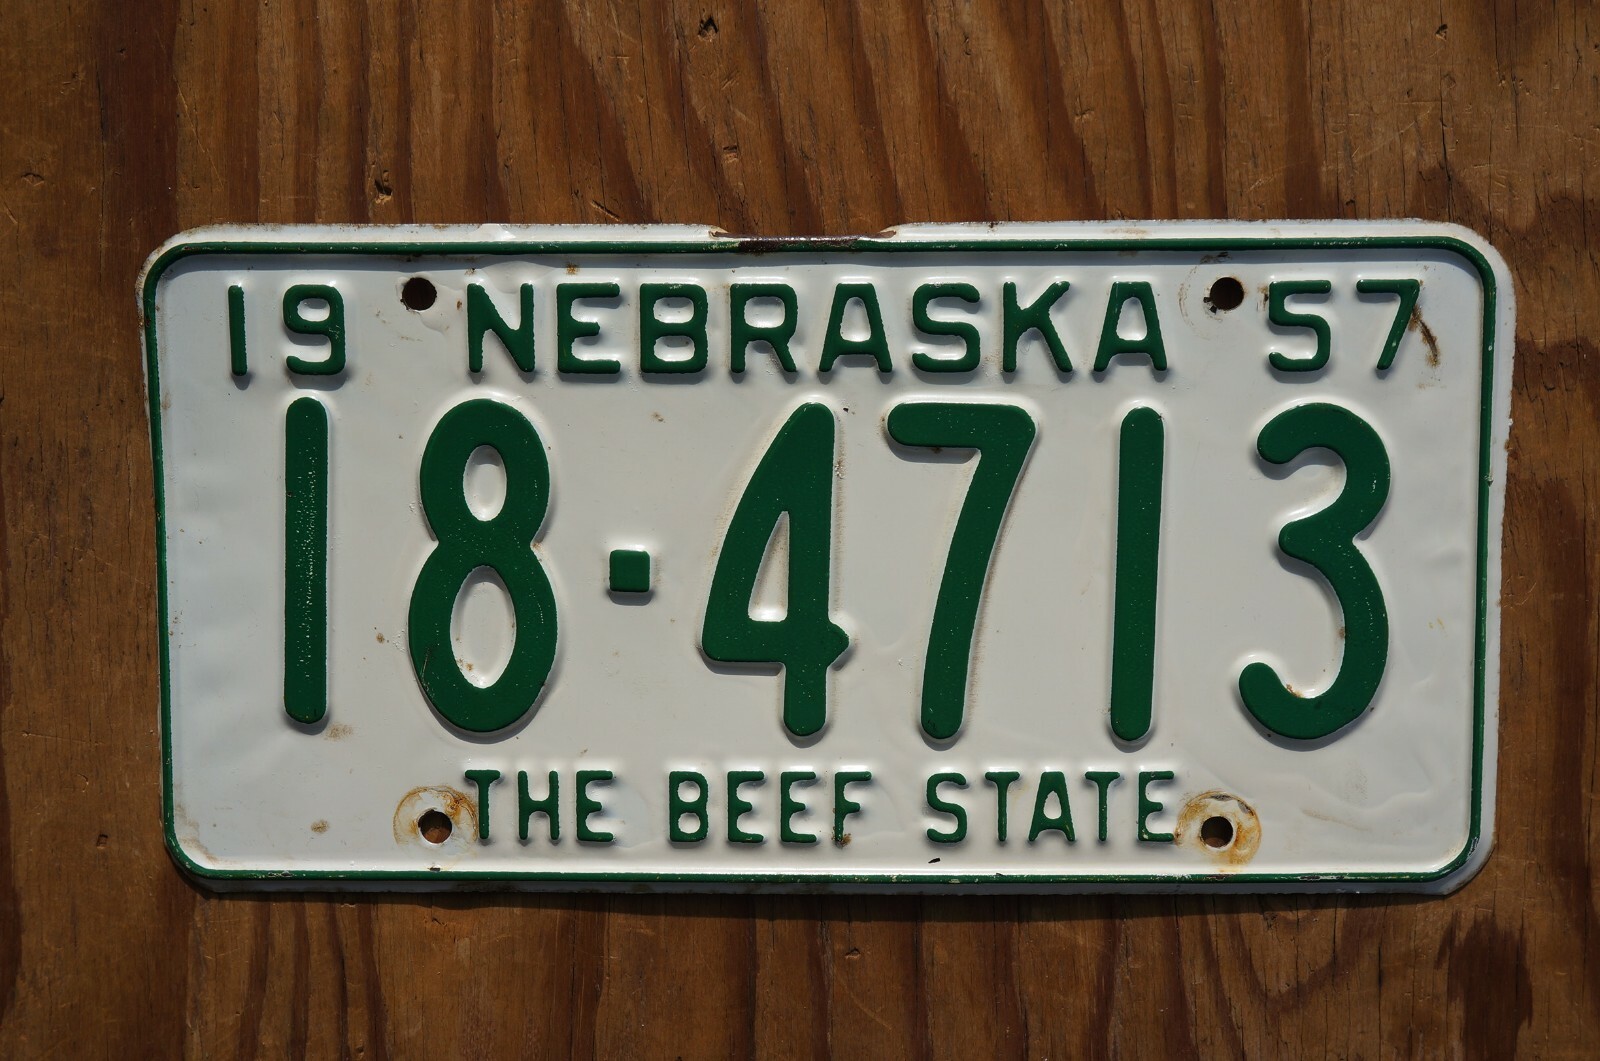 19 NEBRASKA 57
18-4713
THE BEEF STATE